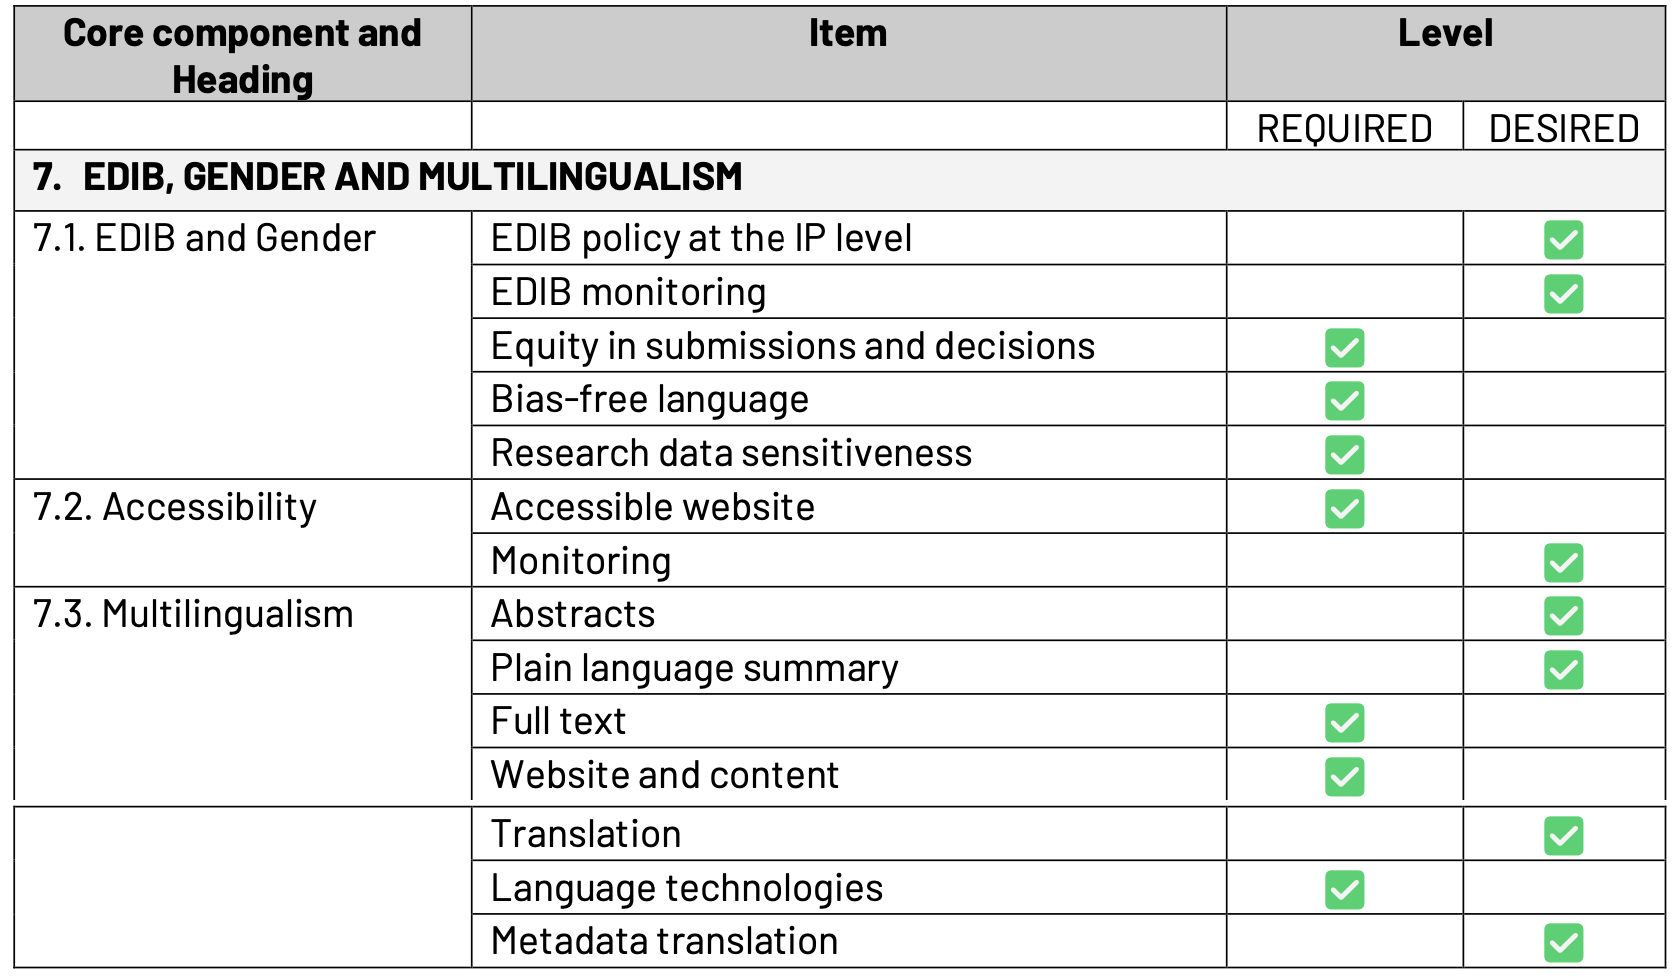 Core component and
Heading
Item
Level
REQUIRED
DESIRED
7. EDIB, GENDER AND MULTILINGUALISM
7.1. EDIB and Gender
EDIB policy at the IP level
✅
EDIB monitoring
✅
Equity in submissions and decisions
✅
Bias-free language
✅
Research data sensitiveness
✅
7.2. Accessibility
Accessible website
✅
Monitoring
✅
7.3. Multilingualism
Abstracts
✅
Plain language summary
✅
Full text
✅
Website and content
✅
Translation
✅
Language technologies
✅
Metadata translation
✅